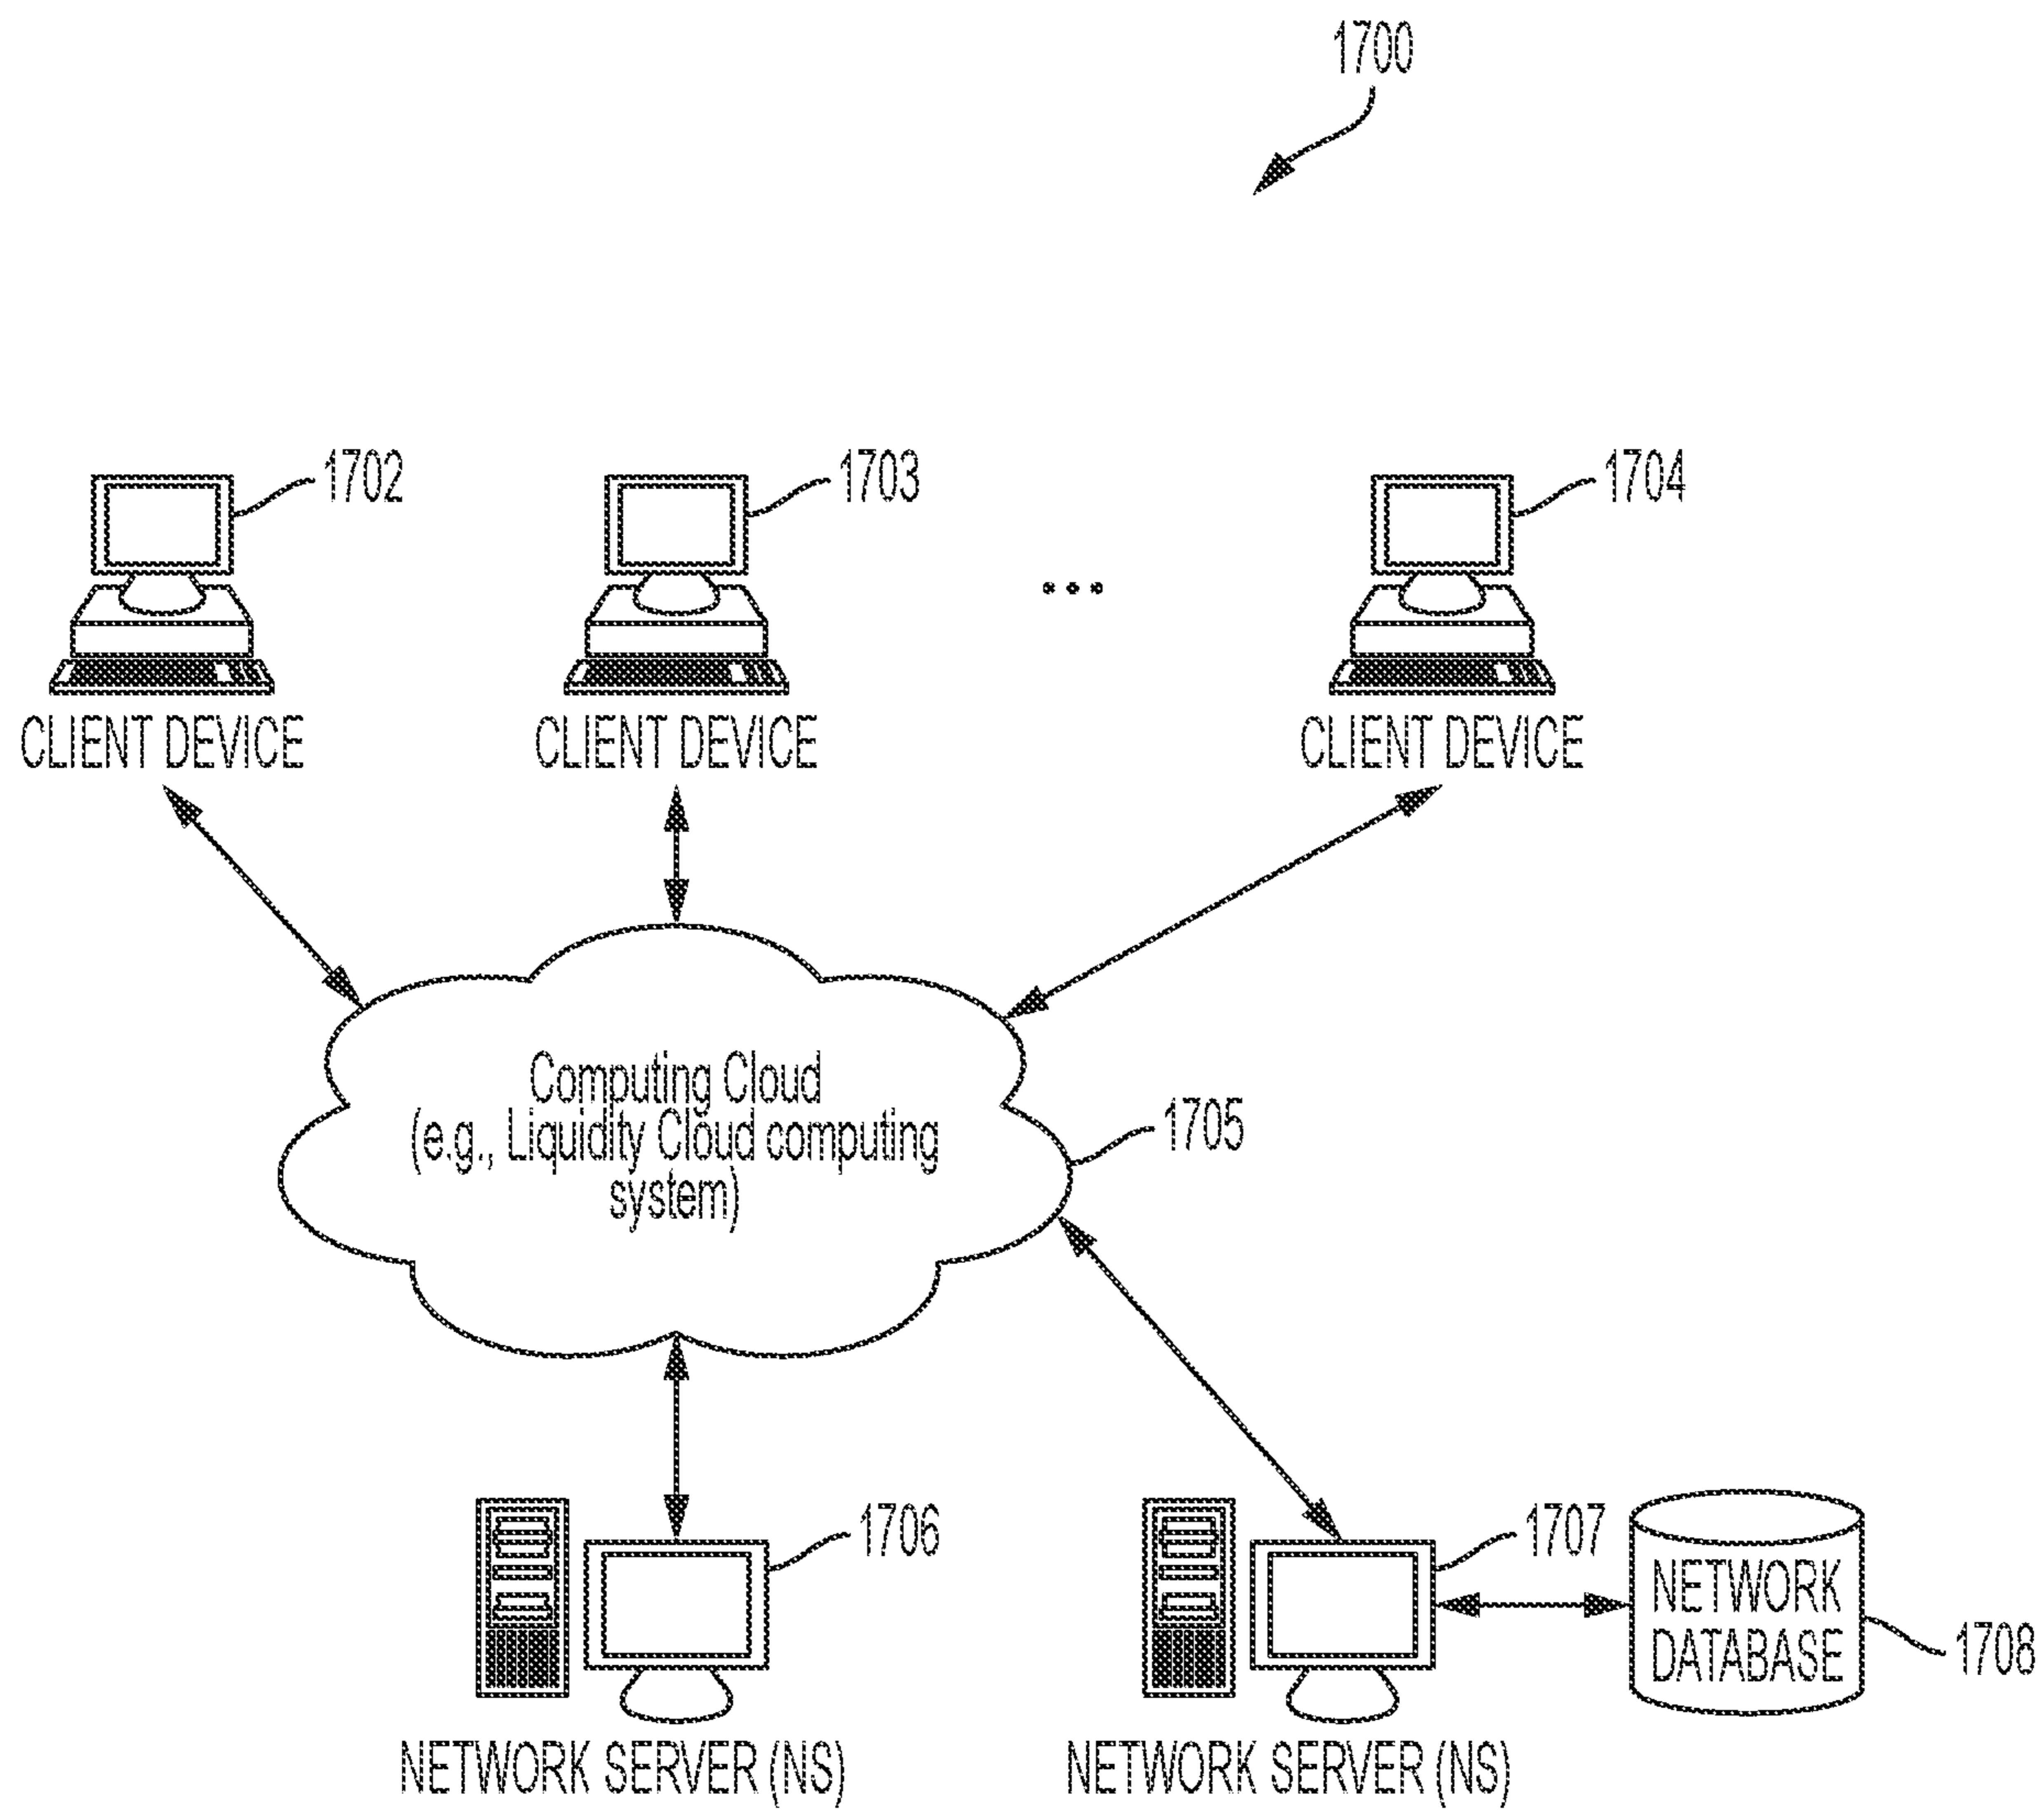 1700
1702
1703
1704
...
CLIENT DEVICE
CLIENT DEVICE
CLIENT DEVICE
Computing Cloud
(e.g., Liquidity Cloud computing
system)
1705
1706
1707
NETWORK
DATABASE
1708
NETWORK SERVER (NS)
NETWORK SERVER (NS)